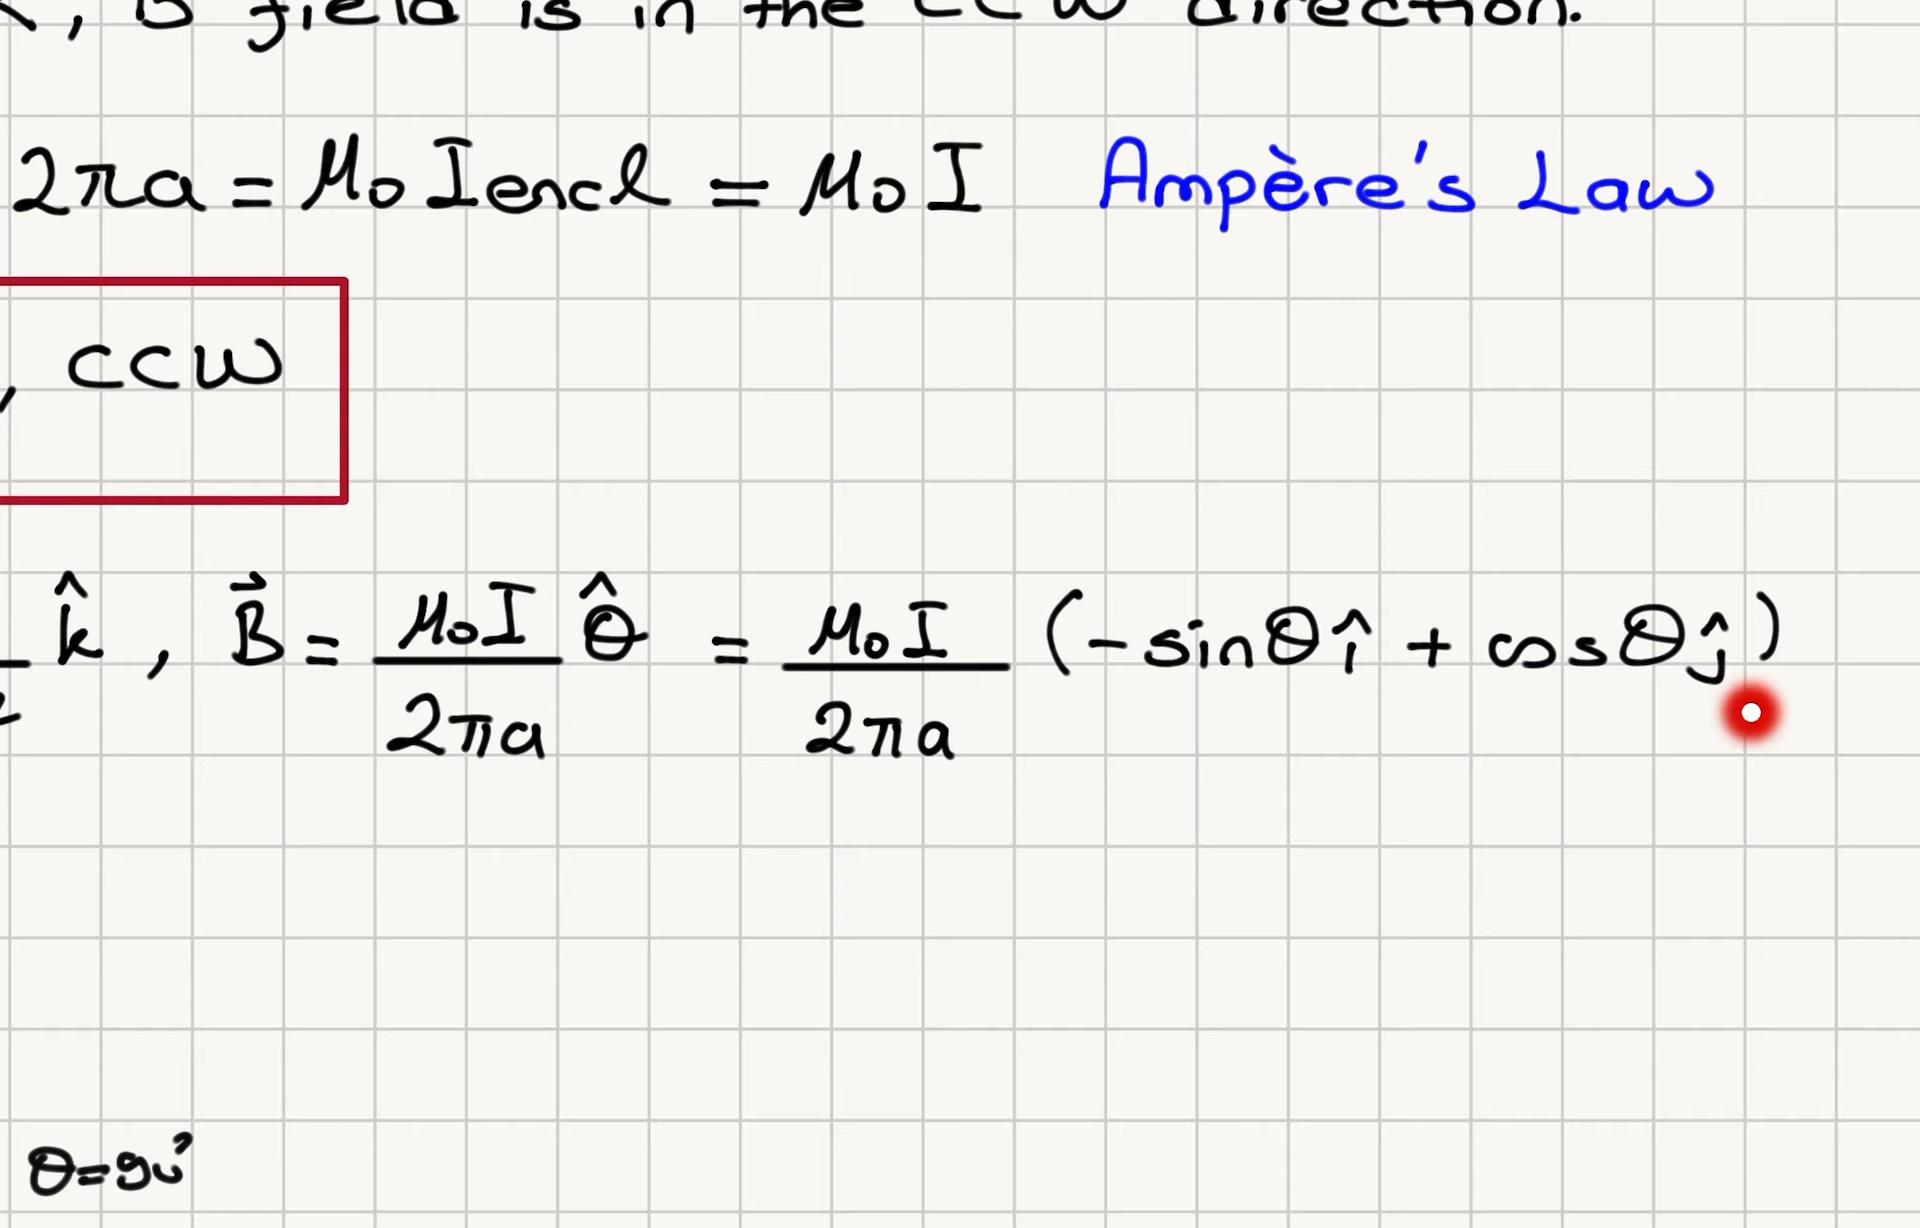 , B field is in the CCW direction.
2πa = μ₀ Iencl = μ₀ I Ampère's Law
, CCW
k̂ , B⃗ = μ₀I/2πa θ̂ = μ₀I/2πa (-sinθ î + cosθ ĵ)
θ=90°